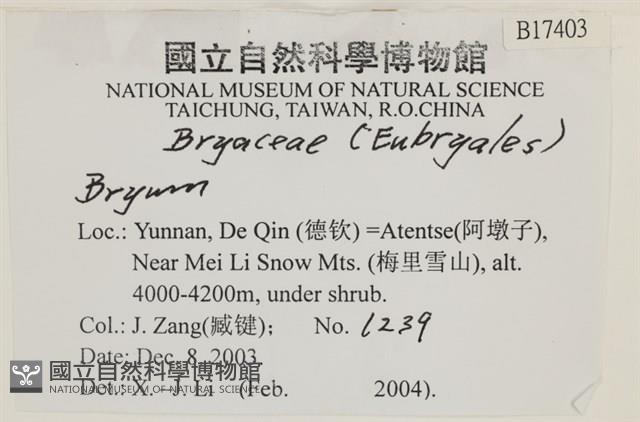 B17403
國立自然科學博物館
NATIONAL MUSEUM OF NATURAL SCIENCE
TAICHUNG, TAIWAN, R.O.CHINA
Bryaceae (Eubryales)
Bryum
Loc.: Yunnan, De Qin (德钦) =Atentse(阿墩子),
Near Mei Li Snow Mts. (梅里雪山), alt.
4000-4200m, under shrub.
Col.: J. Zang(臧键); No. 1239
Date: Dec. 8, 2003
國立自然科學博物館
NATIONAL MUSEUM OF NATURAL SCIENCE
Det. X. -J. Li (Feb. 2004).